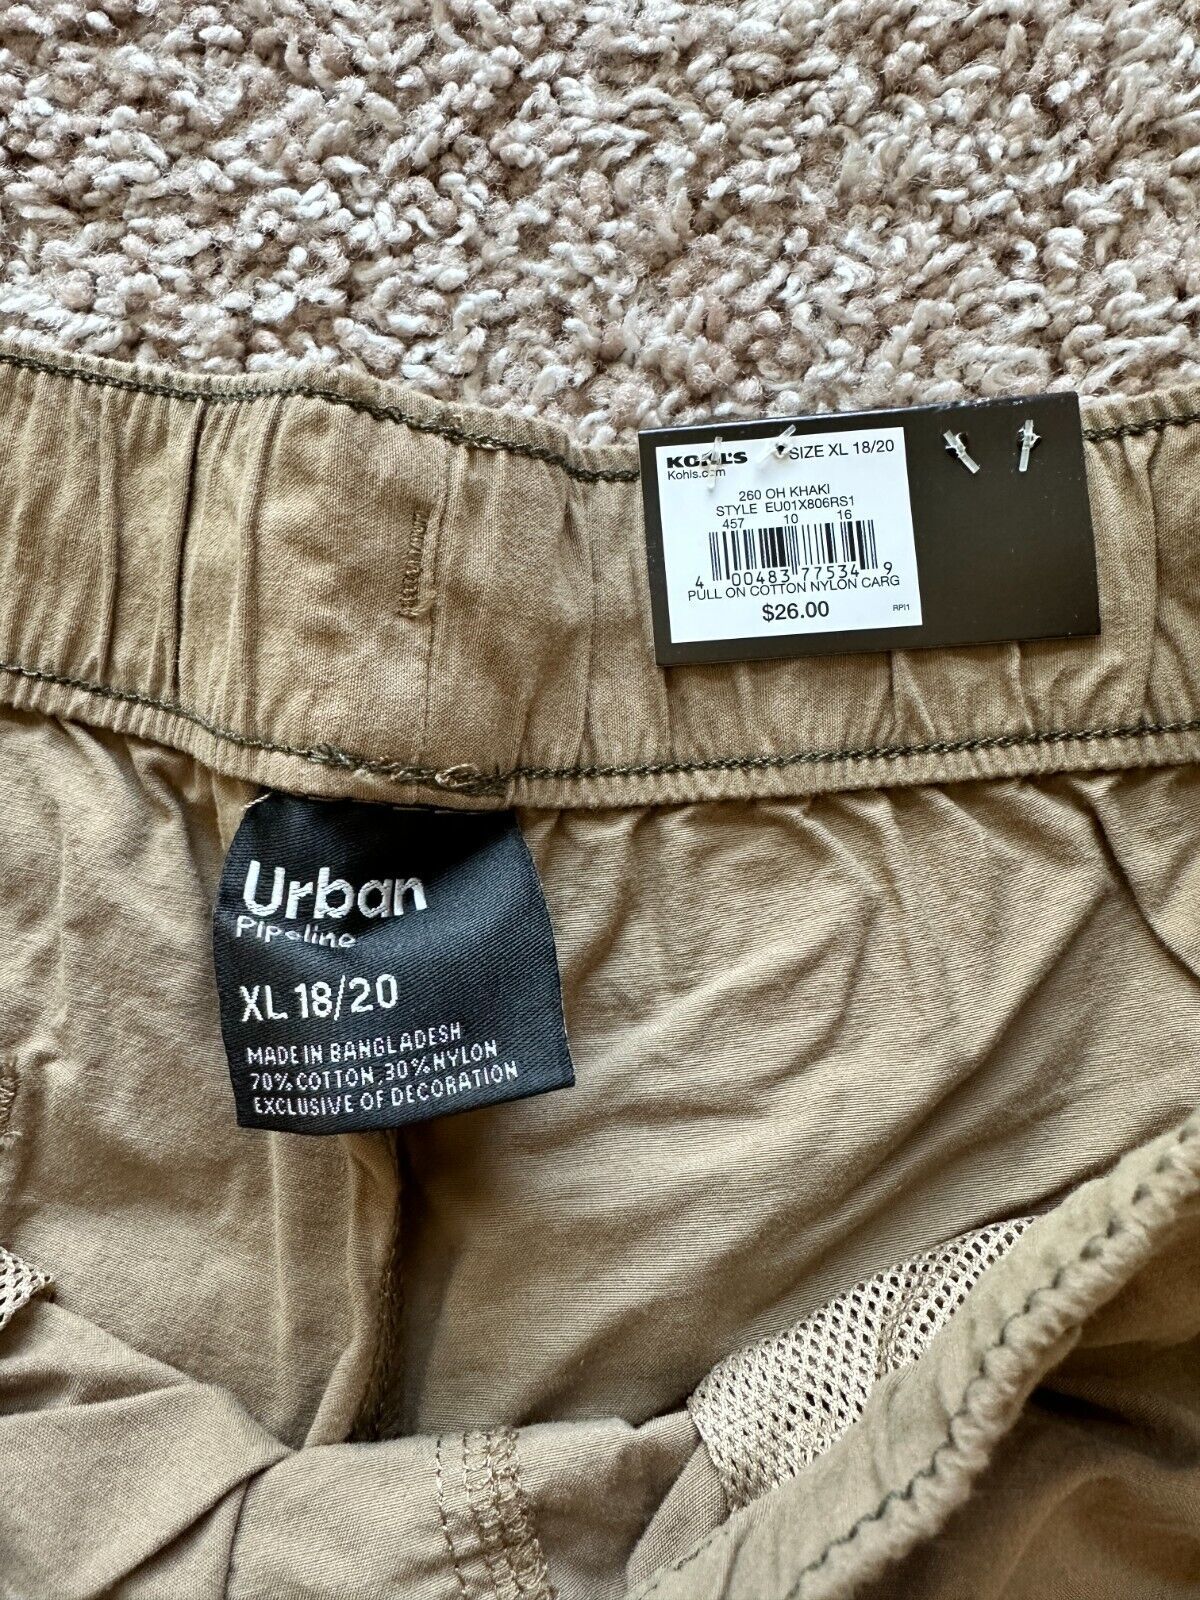 KOHL'S SIZE XL 18/20
Kohls.com
260 OH KHAKI
STYLE EU01X806RS1
457 10 16
4 00483 77534 9
PULL ON COTTON NYLON CARG
$26.00 RPI1
Urban
Pipeline
XL 18/20
MADE IN BANGLADESH
70% COTTON, 30% NYLON
EXCLUSIVE OF DECORATION